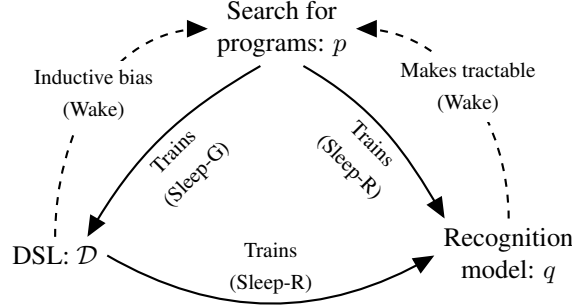 Search for
programs: p
Inductive bias
(Wake)
Makes tractable
(Wake)
Trains
(Sleep-G)
Trains
(Sleep-R)
DSL: 𝒟
Trains
(Sleep-R)
Recognition
model: q